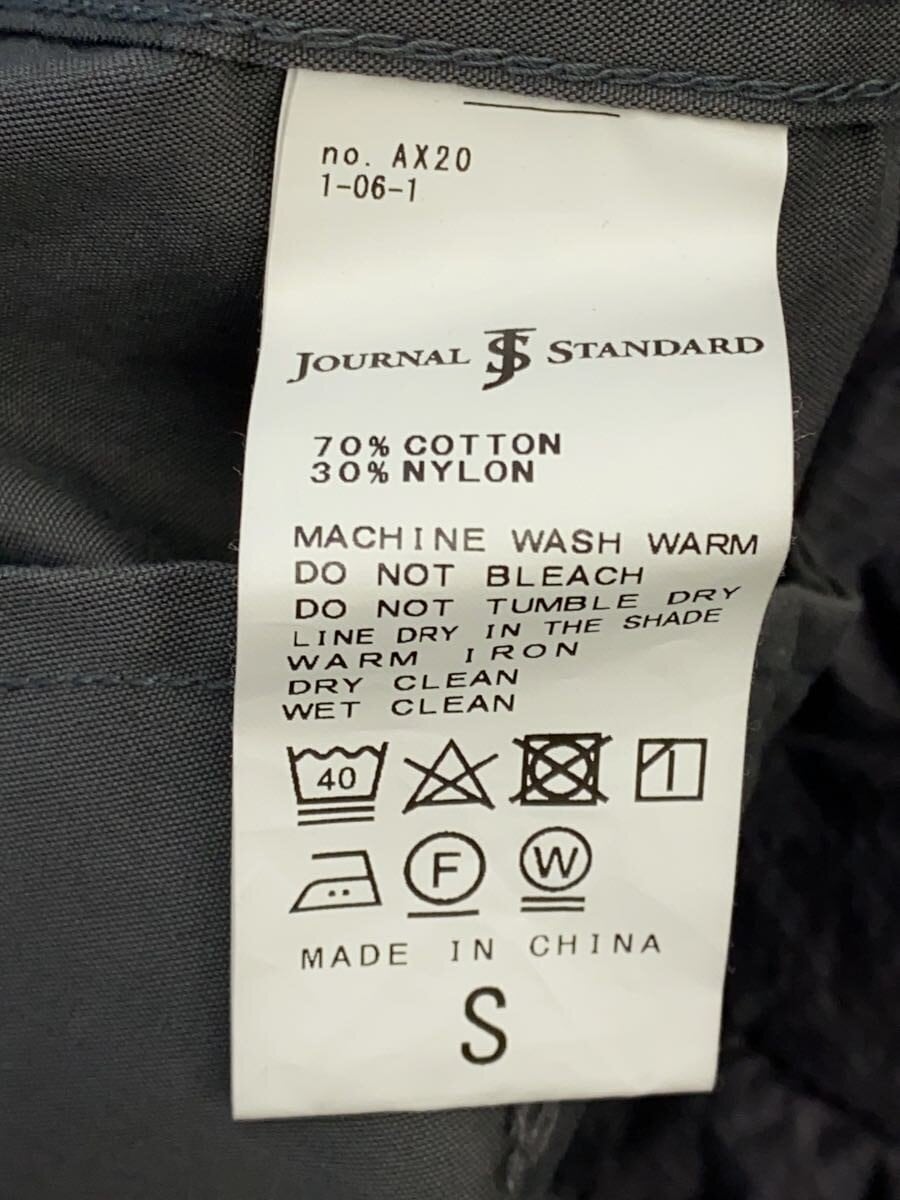 no. AX20
1-06-1
JOURNAL JS STANDARD
70% COTTON
30% NYLON
MACHINE WASH WARM
DO NOT BLEACH
DO NOT TUMBLE DRY
LINE DRY IN THE SHADE
WARM IRON
DRY CLEAN
WET CLEAN
40
F W
MADE IN CHINA
S